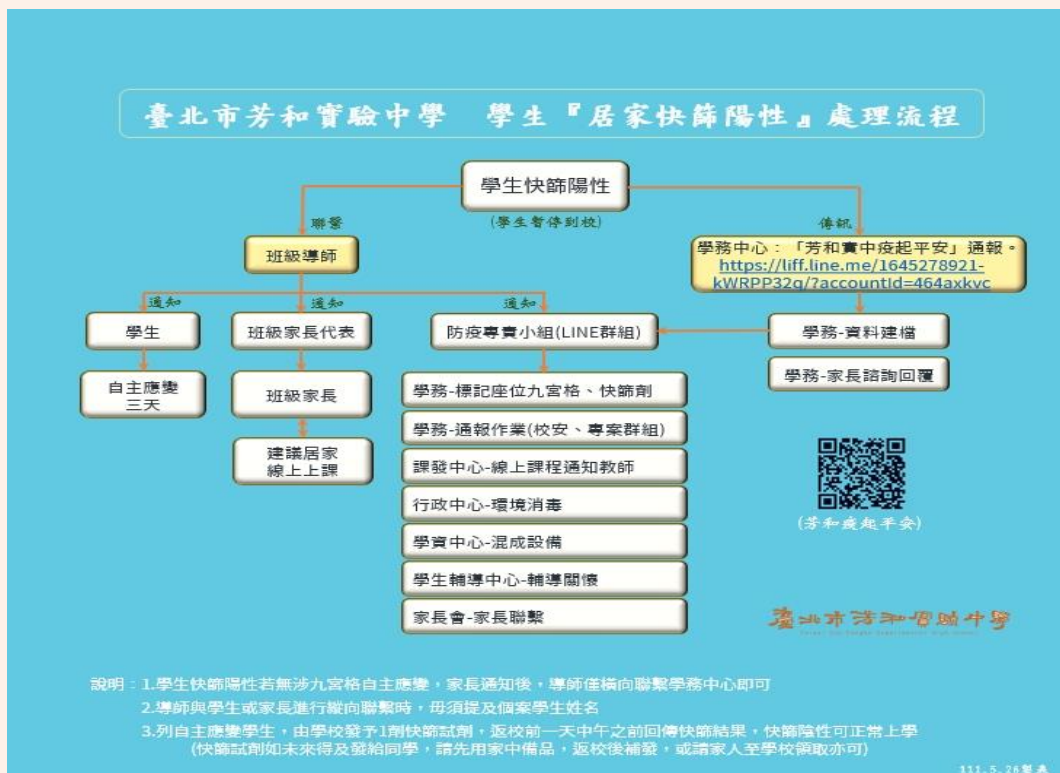 臺北市芳和實驗中學 學生『居家快篩陽性』處理流程
學生快篩陽性
(學生暫停到校)
聯繫
傳訊
班級導師
學務中心：「芳和實中疫起平安」通報。
https://liff.line.me/1645278921-
kWRPP32q/?accountId=464axkvc
通知
通知
通知
學生
班級家長代表
防疫專責小組(LINE群組)
學務-資料建檔
自主應變
三天
班級家長
學務-標記座位九宮格、快篩劑
學務-家長諮詢回覆
建議居家
線上上課
學務-通報作業(校安、專案群組)
課發中心-線上課程通知教師
行政中心-環境消毒
學資中心-混成設備
學生輔導中心-輔導關懷
家長會-家長聯繫
(芳和疫起平安)
臺北市芳和實驗中學
說明：1.學生快篩陽性若無涉九宮格自主應變，家長通知後，導師僅橫向聯繫學務中心即可
2.導師與學生或家長進行縱向聯繫時，毋須提及個案學生姓名
3.列自主應變學生，由學校發予1劑快篩試劑，返校前一天中午之前回傳快篩結果，快篩陰性可正常上學
(快篩試劑如未來得及發給同學，請先用家中備品，返校後補發，或請家人至學校領取亦可)
111.5.26製表